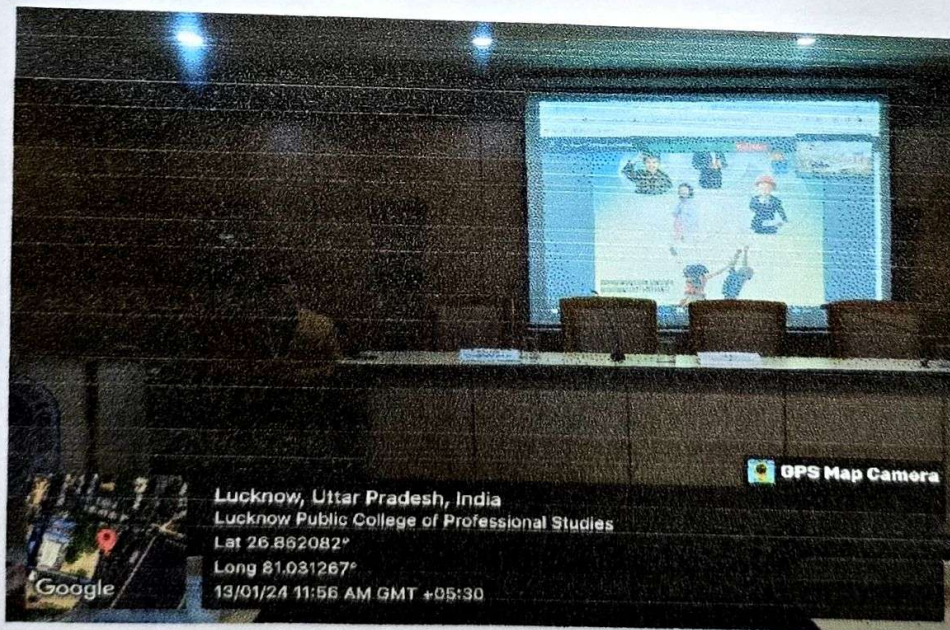 GPS Map Camera
Lucknow, Uttar Pradesh, India
Lucknow Public College of Professional Studies
Lat 26.862082°
Long 81.031267°
13/01/24 11:56 AM GMT +05:30
Google